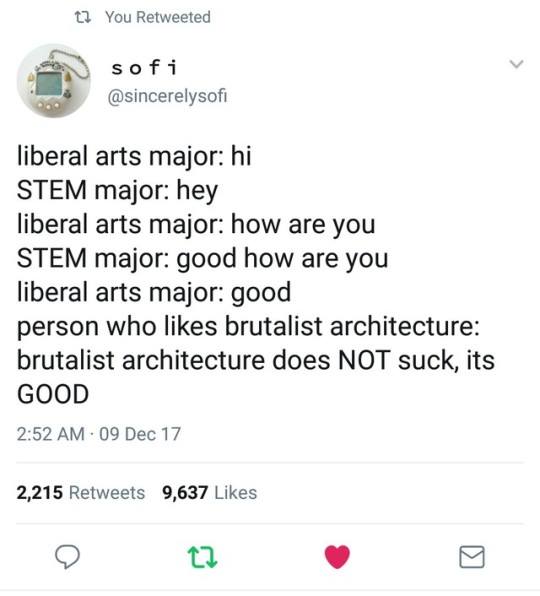 You Retweeted
sofi
@sincerelysofi
liberal arts major: hi
STEM major: hey
liberal arts major: how are you
STEM major: good how are you
liberal arts major: good
person who likes brutalist architecture:
brutalist architecture does NOT suck, its
GOOD
2:52 AM · 09 Dec 17
2,215 Retweets 9,637 Likes